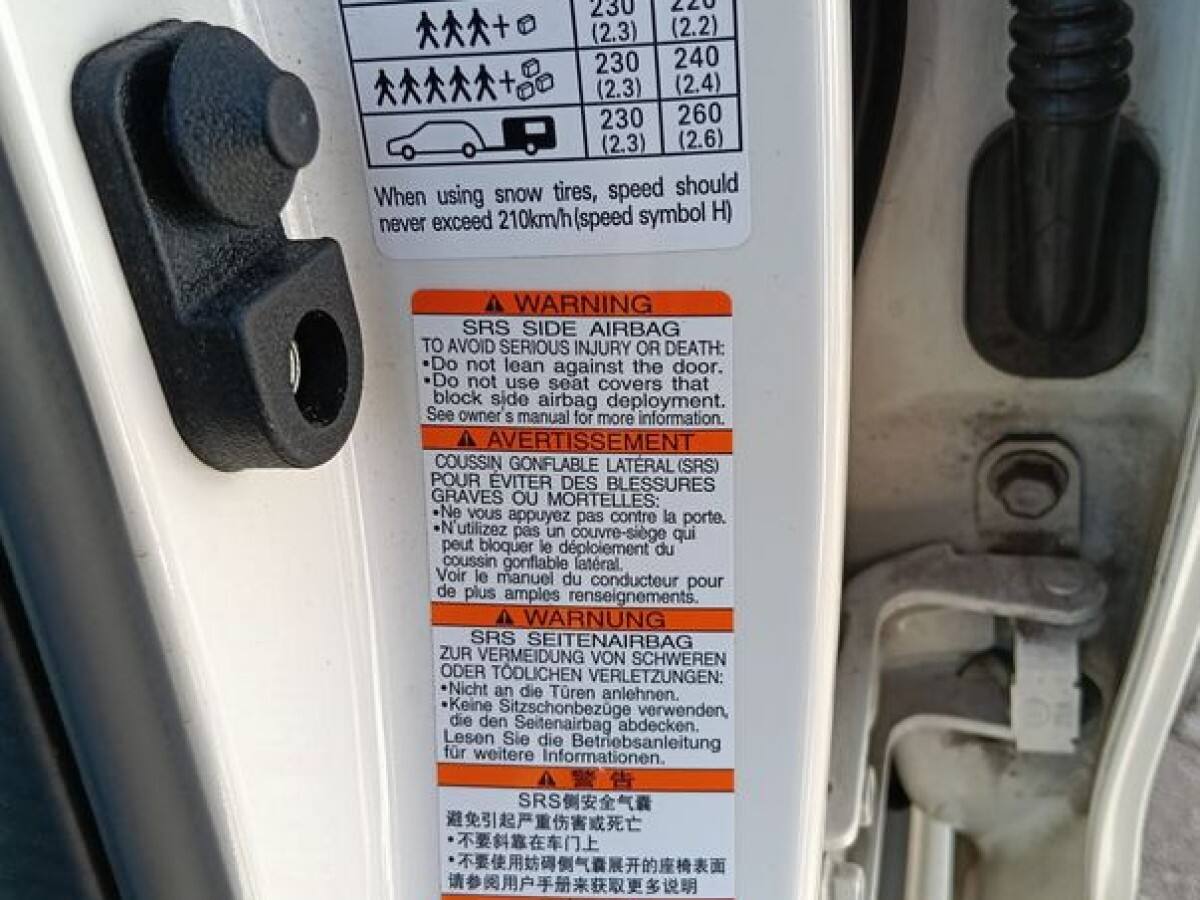 230 220
(2.3) (2.2)
230 240
(2.3) (2.4)
230 260
(2.3) (2.6)
When using snow tires, speed should
never exceed 210km/h(speed symbol H)
WARNING
SRS SIDE AIRBAG
TO AVOID SERIOUS INJURY OR DEATH:
•Do not lean against the door.
•Do not use seat covers that
block side airbag deployment.
See owner's manual for more information.
AVERTISSEMENT
COUSSIN GONFLABLE LATÉRAL (SRS)
POUR ÉVITER DES BLESSURES
GRAVES OU MORTELLES:
•Ne vous appuyez pas contre la porte.
•N'utilizez pas un couvre-siège qui
peut bloquer le déploiement du
coussin gonflable latéral.
Voir le manuel du conducteur pour
de plus amples renseignements.
WARNUNG
SRS SEITENAIRBAG
ZUR VERMEIDUNG VON SCHWEREN
ODER TÖDLICHEN VERLETZUNGEN:
•Nicht an die Türen anlehnen.
•Keine Sitzschonbezüge verwenden,
die den Seitenairbag abdecken.
Lesen Sie die Betriebsanleitung
für weitere Informationen.
警告
SRS侧安全气囊
避免引起严重伤害或死亡
•不要斜靠在车门上
•不要使用妨碍侧气囊展开的座椅表面
请参阅用户手册来获取更多说明